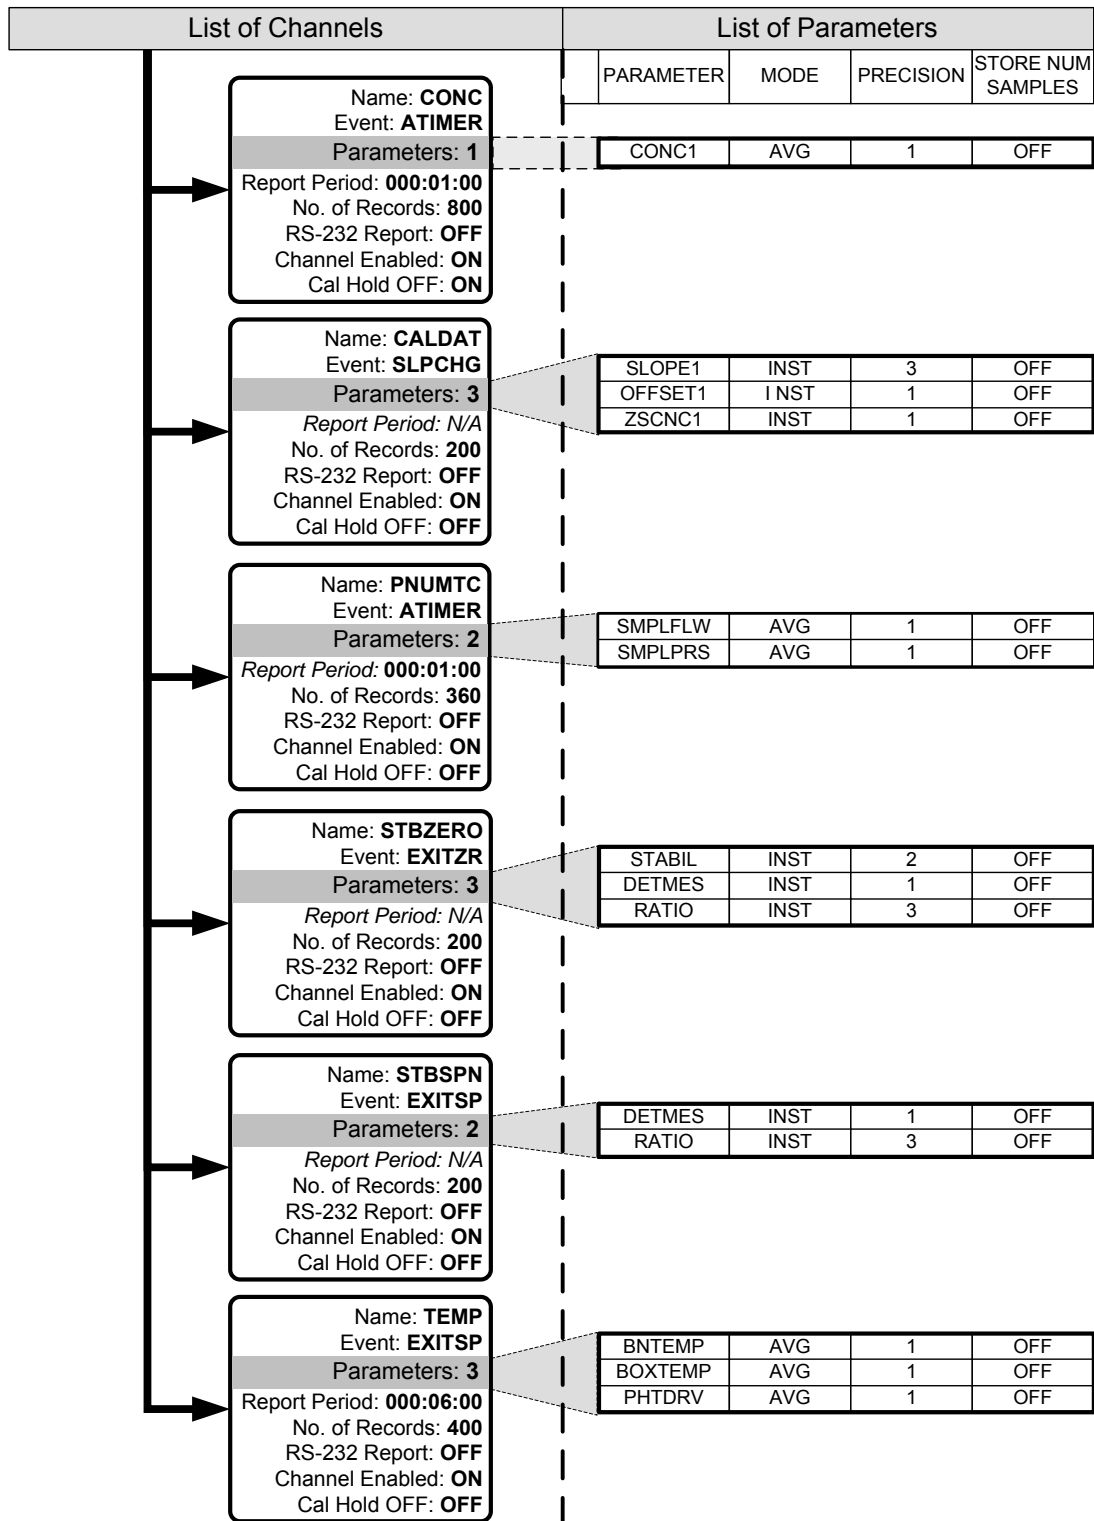 List of Channels
List of Parameters
PARAMETER MODE PRECISION STORE NUM SAMPLES
Name: CONC
Event: ATIMER
Parameters: 1
Report Period: 000:01:00
No. of Records: 800
RS-232 Report: OFF
Channel Enabled: ON
Cal Hold OFF: ON
CONC1 AVG 1 OFF
Name: CALDAT
Event: SLPCHG
Parameters: 3
Report Period: N/A
No. of Records: 200
RS-232 Report: OFF
Channel Enabled: ON
Cal Hold OFF: OFF
SLOPE1 INST 3 OFF
OFFSET1 I NST 1 OFF
ZSCNC1 INST 1 OFF
Name: PNUMTC
Event: ATIMER
Parameters: 2
Report Period: 000:01:00
No. of Records: 360
RS-232 Report: OFF
Channel Enabled: ON
Cal Hold OFF: OFF
SMPLFLW AVG 1 OFF
SMPLPRS AVG 1 OFF
Name: STBZERO
Event: EXITZR
Parameters: 3
Report Period: N/A
No. of Records: 200
RS-232 Report: OFF
Channel Enabled: ON
Cal Hold OFF: OFF
STABIL INST 2 OFF
DETMES INST 1 OFF
RATIO INST 3 OFF
Name: STBSPN
Event: EXITSP
Parameters: 2
Report Period: N/A
No. of Records: 200
RS-232 Report: OFF
Channel Enabled: ON
Cal Hold OFF: OFF
DETMES INST 1 OFF
RATIO INST 3 OFF
Name: TEMP
Event: EXITSP
Parameters: 3
Report Period: 000:06:00
No. of Records: 400
RS-232 Report: OFF
Channel Enabled: ON
Cal Hold OFF: OFF
BNTEMP AVG 1 OFF
BOXTEMP AVG 1 OFF
PHTDRV AVG 1 OFF